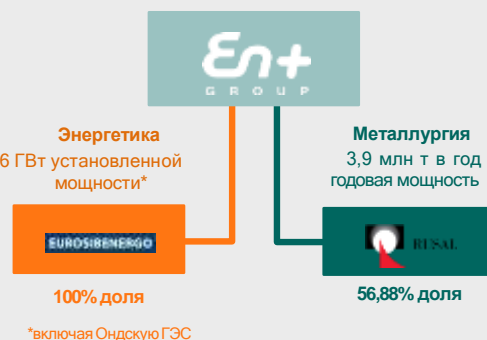 En+
GROUP
Энергетика
6 ГВт установленной
мощности*
Металлургия
3,9 млн т в год
годовая мощность
EUROSIBENERGO
RUSAL
100% доля
56,88% доля
*включая Ондскую ГЭС